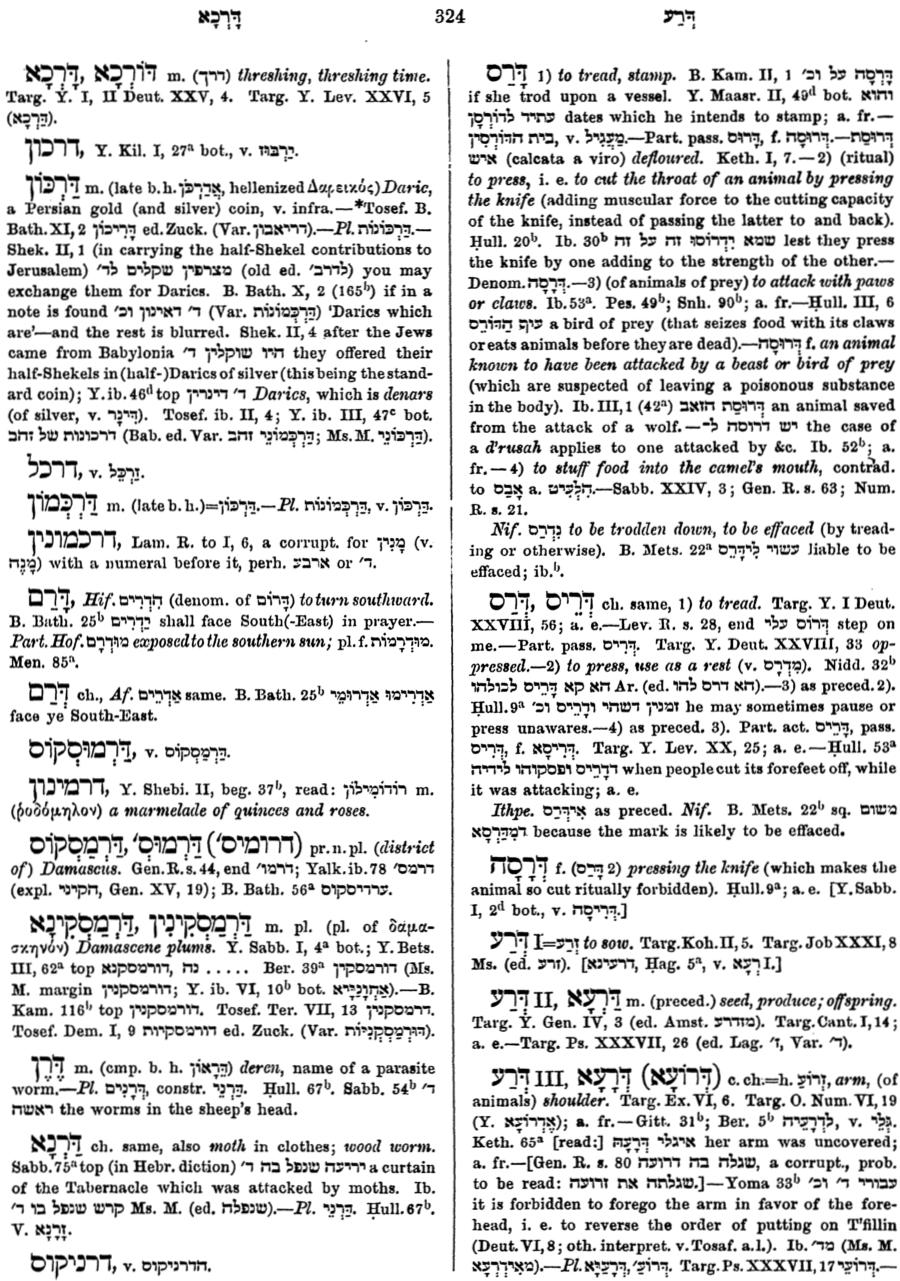 דָּרְכָא 324 דְּרַע
דּוֹרְכָא, דָּרְכָא m. (דרך) threshing, threshing time.
Targ. Y. I, II Deut. XXV, 4. Targ. Y. Lev. XXVI, 5
(דַּרְכָּא).
דרכון, Y. Kil. I, 27ᵃ bot., v. יַרְבּוּז.
דַּרְכּוֹן m. (late b. h. אֲדַרְכֹּן, hellenized Δαρεικός) Daric,
a Persian gold (and silver) coin, v. infra.—*Tosef. B.
Bath. XI, 2 דָּרִיכוֹן ed. Zuck. (Var. דריאבון).—Pl. דַּרְכּוֹנוֹת.—
Shek. II, 1 (in carrying the half-Shekel contributions to
Jerusalem) מצרפין שקלים לד׳ (old ed. לדרב׳) you may
exchange them for Darics. B. Bath. X, 2 (165ᵇ) if in a
note is found ד׳ דאינון וכ׳ (Var. דַּרְכְּמוֹנוֹת) ‘Darics which
are’—and the rest is blurred. Shek. II, 4 after the Jews
came from Babylonia היו שוקלין ד׳ they offered their
half-Shekels in (half-)Darics of silver (this being the stand-
ard coin); Y. ib. 46ᵈ top ד׳ דינרין Darics, which is denars
(of silver, v. דִּינָר). Tosef. ib. II, 4; Y. ib. III, 47ᶜ bot.
דרכונות של זהב (Bab. ed. Var. דַּרְכְּמוֹנֵי זהב; Ms. M. דַּרְכּוֹנֵי).
דרכל, v. זַרְכֵּל.
דַּרְכְּמוֹן m. (late b. h.)=דַּרְכּוֹן.—Pl. דַּרְכְּמוֹנוֹת, v. דַּרְכּוֹן.
דרכמונין, Lam. R. to I, 6, a corrupt. for מָנִין (v.
מָנֶה) with a numeral before it, perh. ארבע or ד׳.
דָּרַם, Hif. הִדְרִים (denom. of דָּרוֹם) to turn southward.
B. Bath. 25ᵇ יַדְרִים shall face South(-East) in prayer.—
Part. Hof. מוּדְרָם exposed to the southern sun; pl. f. מוּדְרָמוֹת.
Men. 85ᵃ.
דְּרַם ch., Af. אַדְרֵים same. B. Bath. 25ᵇ אַדְרִימוּ אַדְרוּמֵי
face ye South-East.
דַּרְמוּסְקוֹס, v. דַּרְמַסְקוֹס.
דרמינון, Y. Shebi. II, beg. 37ᵇ, read: רוֹדוֹמִילוֹן m.
(ῥοδόμηλον) a marmelade of quinces and roses.
דַּרְמַסְקוֹס, דַּרְמוּסְ׳ (דרומיס׳) pr. n. pl. (district
of) Damascus. Gen. R. s. 44, end דרמו׳; Yalk. ib. 78 דרמס׳
(expl. הקיני, Gen. XV, 19); B. Bath. 56ᵃ ערדיסקוס.
דַּרְמַסְקִינִין, דַּרְמַסְקִינָא m. pl. (pl. of δάμα-
σκηνόν) Damascene plums. Y. Sabb. I, 4ᵃ bot.; Y. Bets.
III, 62ᵃ top נה, דורמסקנא ..... Ber. 39ᵃ דורמסקין (Ms.
M. margin דורמסקנין; Y. ib. VI, 10ᵇ bot. אַחְוָנַיָּיא).—B.
Kam. 116ᵇ top דורמסקנין. Tosef. Ter. VII, 13 דורמסקנין.
Tosef. Dem. I, 9 דורמסקיות ed. Zuck. (Var. דּוּרְמַסְקְנִיּוֹת).
דֶּרֶן m. (cmp. b. h. דֵּרָאוֹן) deren, name of a parasite
worm.—Pl. דְּרָנִים, constr. דַּרְנֵי. Ḥull. 67ᵇ. Sabb. 54ᵇ ד׳
שבראשה the worms in the sheep’s head.
דַּרְנָא ch. same, also moth in clothes; wood worm.
Sabb. 75ᵃ top (in Hebr. diction) יריעה שנפל בה ד׳ a curtain
of the Tabernacle which was attacked by moths. Ib.
קרש שנפל בו ד׳ Ms. M. (ed. שנפלה).—Pl. דַּרְנֵי. Ḥull. 67ᵇ.
V. זָרְנָא.
דרניקוס, v. הדרניקוס.
דָּרַס 1) to tread, stamp. B. Kam. II, 1 דָּרְסָה על וכ׳
if she trod upon a vessel. Y. Maasr. II, 49ᵈ bot. והוא
עתיד לדורסן dates which he intends to stamp; a. fr.—
בית הדורסין, v. מַעֲגִיל.—Part. pass. דָּרוּס, f. דְּרוּסָה.—דְּרוּסַת
איש (calcata a viro) defloured. Keth. I, 7.—2) (ritual)
to press, i. e. to cut the throat of an animal by pressing
the knife (adding muscular force to the cutting capacity
of the knife, instead of passing the latter to and back).
Hull. 20ᵇ. Ib. 30ᵇ שמא יִדְרוֹסוּ זה על זה lest they press
the knife by one adding to the strength of the other.—
Denom. דְּרָסָה.—3) (of animals of prey) to attack with paws
or claws. Ib. 53ᵃ. Pes. 49ᵇ; Snh. 90ᵇ; a. fr.—Ḥull. III, 6
עוף הַדּוֹרֵס a bird of prey (that seizes food with its claws
or eats animals before they are dead).—דְּרוּסָה f. an animal
known to have been attacked by a beast or bird of prey
(which are suspected of leaving a poisonous substance
in the body). Ib. III, 1 (42ᵃ) דְּרוּסַת הזאב an animal saved
from the attack of a wolf.—יש דרוסה ל־ the case of
a d’rusah applies to one attacked by &c. Ib. 52ᵇ; a.
fr.—4) to stuff food into the camel’s mouth, contrad.
to אָבַס a. הִלְעִיט.—Sabb. XXIV, 3; Gen. R. s. 63; Num.
R. s. 21.
Nif. נִדְרַס to be trodden down, to be effaced (by tread-
ing or otherwise). B. Mets. 22ᵃ עשוי לִידָּרֵס liable to be
effaced; ib.ᵇ.
דְּרֵיס, דְּרַס ch. same, 1) to tread. Targ. Y. I Deut.
XXVIII, 56; a. e.—Lev. R. s. 28, end דְּרוֹס עלי step on
me.—Part. pass. דְּרִיס. Targ. Y. Deut. XXVIII, 33 op-
pressed.—2) to press, use as a rest (v. מִדְרָס). Nidd. 32ᵇ
הא קא דָּרֵיס לכולהו Ar. (ed. הא דרס להו).—3) as preced. 2).
Ḥull. 9ᵃ זמנין דשהי ודָרֵיס וכ׳ he may sometimes pause or
press unawares.—4) as preced. 3). Part. act. דָּרֵיס, pass.
דְּרִיס, f. דְּרִיסָא. Targ. Y. Lev. XX, 25; a. e.—Ḥull. 53ᵃ
דדָרֵיס ופסקוהו לידיה when people cut its forefeet off, while
it was attacking; a. e.
Ithpe. אִידְּרַס as preced. Nif. B. Mets. 22ᵇ sq. משום
דמִדַּרְסָא because the mark is likely to be effaced.
דְּרָסָה f. (דָּרַס 2) pressing the knife (which makes the
animal so cut ritually forbidden). Ḥull. 9ᵃ; a. e. [Y. Sabb.
I, 2ᵈ bot., v. דְּרִיסָה.]
דְּרַע I=זְרַע to sow. Targ. Koh. II, 5. Targ. Job XXXI, 8
Ms. (ed. זרע). [דרעינא, Hag. 5ᵃ, v. רְעָא I.]
דְּרַע II, דַּרְעָא m. (preced.) seed, produce; offspring.
Targ. Y. Gen. IV, 3 (ed. Amst. מזדרע). Targ. Cant. I, 14;
a. e.—Targ. Ps. XXXVII, 26 (ed. Lag. ז׳, Var. ד׳).
דְּרַע III, דְּרָעָא (דְּרוֹעָא) c. ch.=h. זְרוֹעַ, arm, (of
animals) shoulder. Targ. Ex. VI, 6. Targ. O. Num. VI, 19
(Y. אֶדְרוֹעָא); a. fr.—Gitt. 31ᵇ; Ber. 5ᵇ לִדְרָעֵיהּ, v. גְּלֵי.
Keth. 65ᵃ [read:] איגלי דְּרָעָהּ her arm was uncovered;
a. fr.—[Gen. R. s. 80 שגלה בה דרועה, a corrupt., prob.
to be read: שגלתה את זרועה.]—Yoma 33ᵇ עבורי ד׳ וכ׳
it is forbidden to forego the arm in favor of the fore-
head, i. e. to reverse the order of putting on T’fillin
(Deut. VI, 8; oth. interpret. v. Tosaf. a. l.). Ib. מד׳ (Ms. M.
מאִידְּרָעָא).—Pl. דְּרָעַיָּא, דְּרוֹעֵ׳. Targ. Ps. XXXVII, 17 דְּרוֹעֵי.—